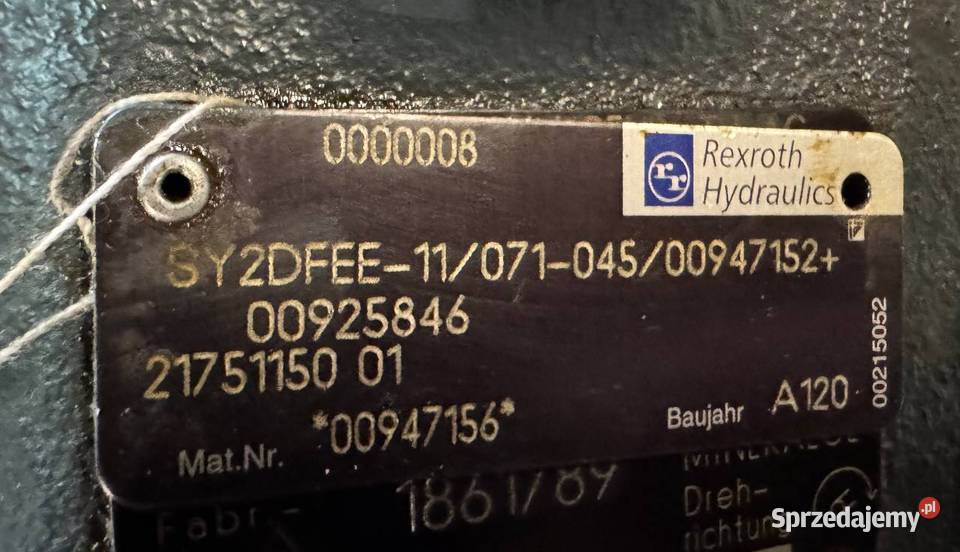 0000008
Rexroth
Hydraulics
SY2DFEE-11/071-045/00947152+
00925846
21751150 01
Mat.Nr. *00947156*
Baujahr A120
00215052
Fabr.- 1861/89
Dreh-
richtung
Sprzedajemy.pl